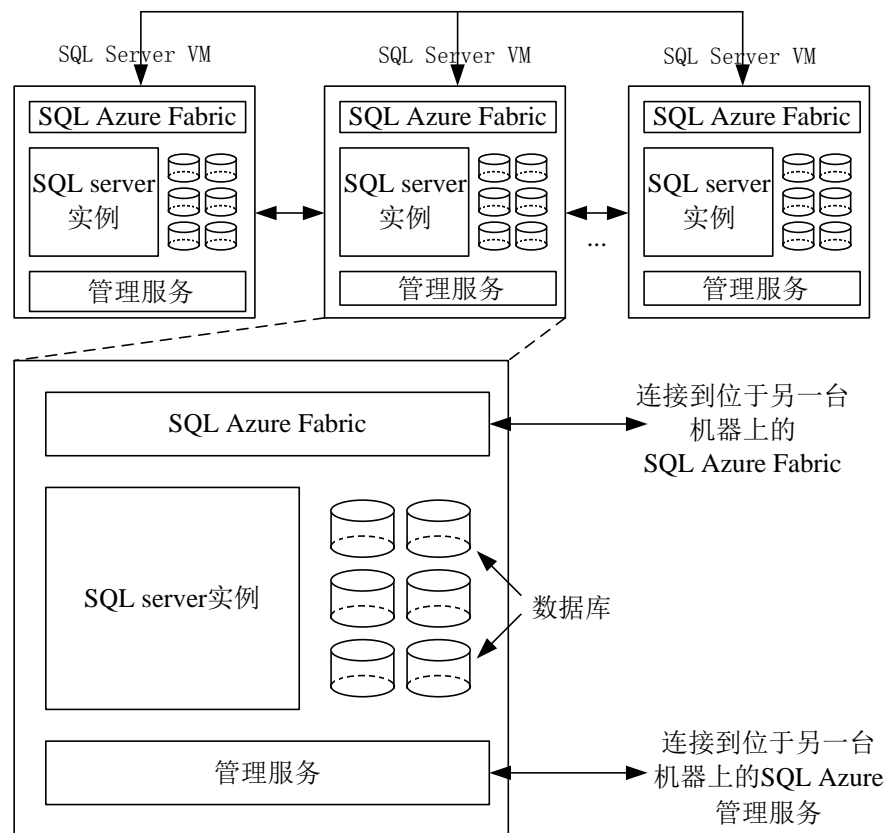 SQL Server VM
SQL Server VM
SQL Server VM
SQL Azure Fabric
SQL Azure Fabric
SQL Azure Fabric
SQL server
实例
SQL server
实例
SQL server
实例
...
管理服务
管理服务
管理服务
SQL Azure Fabric
连接到位于另一台
机器上的
SQL Azure Fabric
SQL server实例
数据库
管理服务
连接到位于另一台
机器上的SQL Azure
管理服务